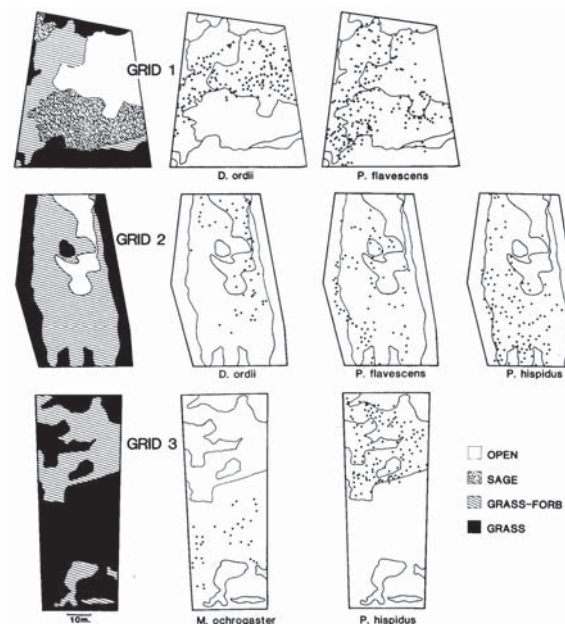 GRID 1
D. ordii
P. flavescens
GRID 2
D. ordii
P. flavescens
P. hispidus
GRID 3
OPEN
SAGE
GRASS-FORB
GRASS
10m.
M. ochrogaster
P. hispidus